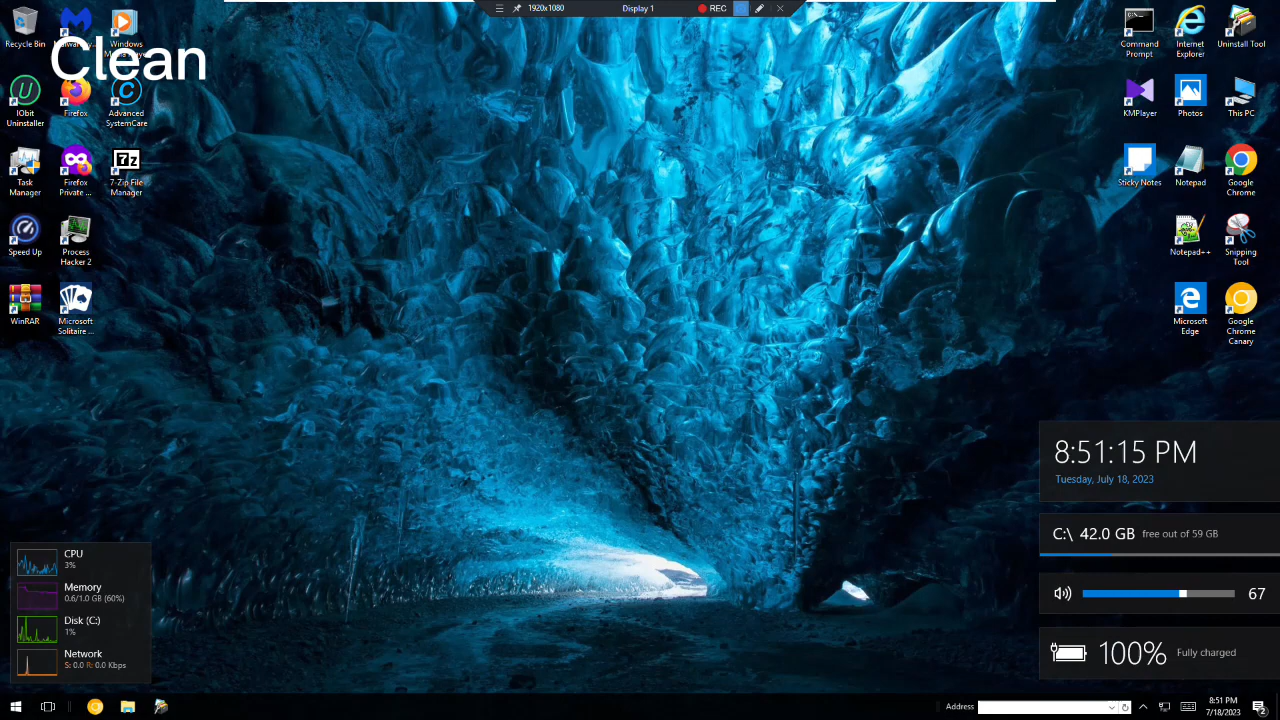 1920x1080
Display 1
REC
Clean
Recycle Bin
Windows
IObit
Uninstaller
Firefox
Advanced
SystemCare
Task
Manager
Firefox
Private ...
7-Zip File
Manager
Speed Up
Process
Hacker 2
WinRAR
Microsoft
Solitaire ...
Command
Prompt
Internet
Explorer
Uninstall Tool
KMPlayer
Photos
This PC
Sticky Notes
Notepad
Google
Chrome
Notepad++
Snipping
Tool
Microsoft
Edge
Google
Chrome
Canary
8:51:15 PM
Tuesday, July 18, 2023
C:\ 42.0 GB free out of 59 GB
67
100% Fully charged
CPU
3%
Memory
0.6/1.0 GB (60%)
Disk (C:)
1%
Network
S: 0.0 R: 0.0 Kbps
Address
8:51 PM
7/18/2023
2